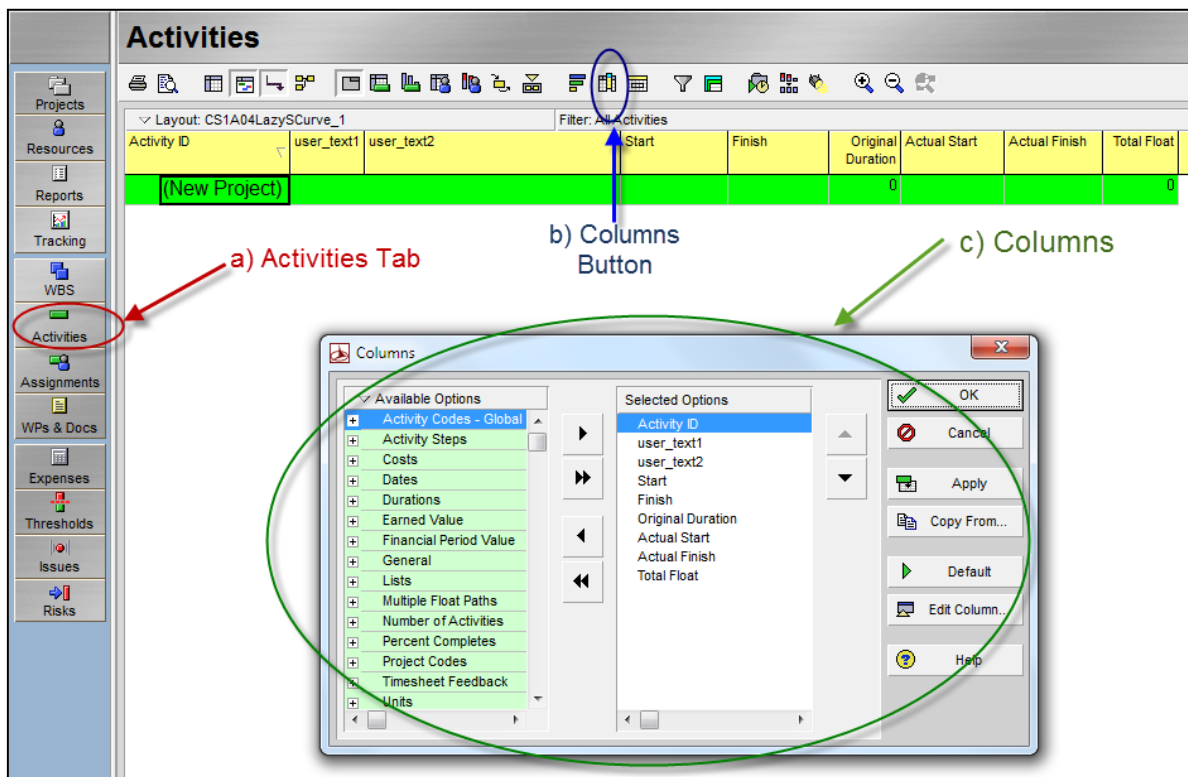 Activities
Projects
Resources
Reports
Tracking
WBS
Activities
Assignments
WPs & Docs
Expenses
Thresholds
Issues
Risks
Layout: CS1A04LazySCurve_1
Filter: All Activities
Activity ID
user_text1
user_text2
Start
Finish
Original
Duration
Actual Start
Actual Finish
Total Float
(New Project)
0
0
a) Activities Tab
b) Columns
Button
c) Columns
Columns
Available Options
Activity Codes - Global
Activity Steps
Costs
Dates
Durations
Earned Value
Financial Period Value
General
Lists
Multiple Float Paths
Number of Activities
Percent Completes
Project Codes
Timesheet Feedback
Units
Selected Options
Activity ID
user_text1
user_text2
Start
Finish
Original Duration
Actual Start
Actual Finish
Total Float
OK
Cancel
Apply
Copy From...
Default
Edit Column...
Help